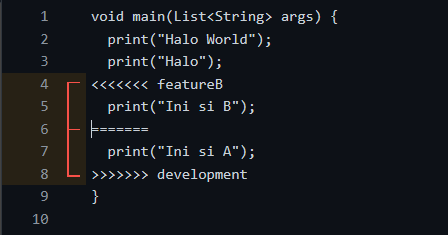 1 void main(List<String> args) {
2   print("Halo World");
3   print("Halo");
4 <<<<<<< featureB
5   print("Ini si B");
6 =======
7   print("Ini si A");
8 >>>>>>> development
9 }
10